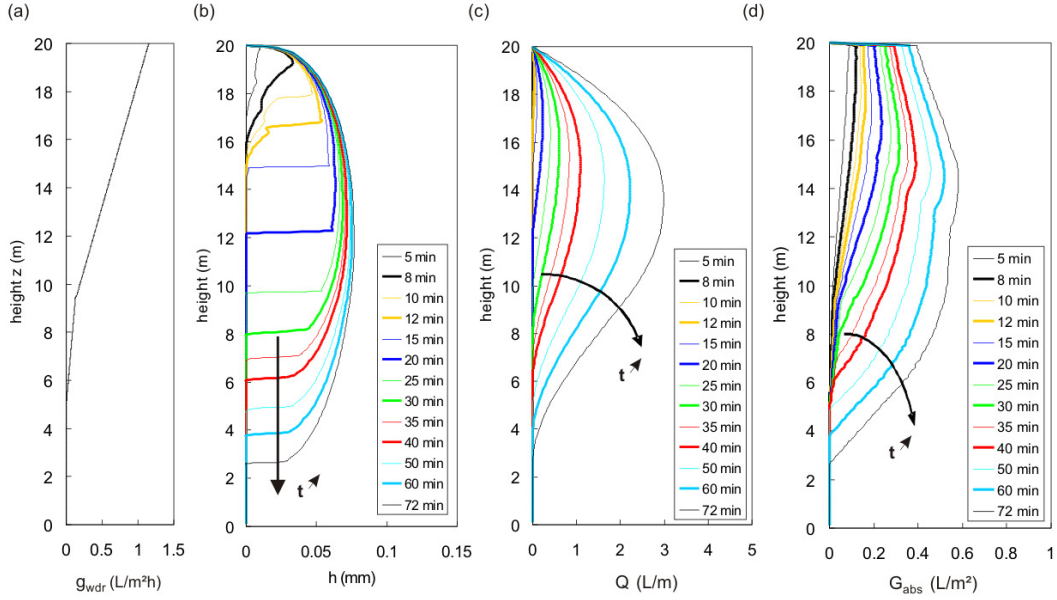 (a)
(b)
(c)
(d)
20
18
16
14
12
10
8
6
4
2
0
height z (m)
0 0.5 1 1.5
g_wdr (L/m²h)
20
18
16
14
12
10
8
6
4
2
0
height (m)
5 min
8 min
10 min
12 min
15 min
20 min
25 min
30 min
35 min
40 min
50 min
60 min
72 min
t
0 0.05 0.1 0.15
h (mm)
20
18
16
14
12
10
8
6
4
2
0
height (m)
5 min
8 min
10 min
12 min
15 min
20 min
25 min
30 min
35 min
40 min
50 min
60 min
72 min
t
0 1 2 3 4 5
Q (L/m)
20
18
16
14
12
10
8
6
4
2
0
height (m)
5 min
8 min
10 min
12 min
15 min
20 min
25 min
30 min
35 min
40 min
50 min
60 min
72 min
t
0 0.2 0.4 0.6 0.8 1
G_abs (L/m²)